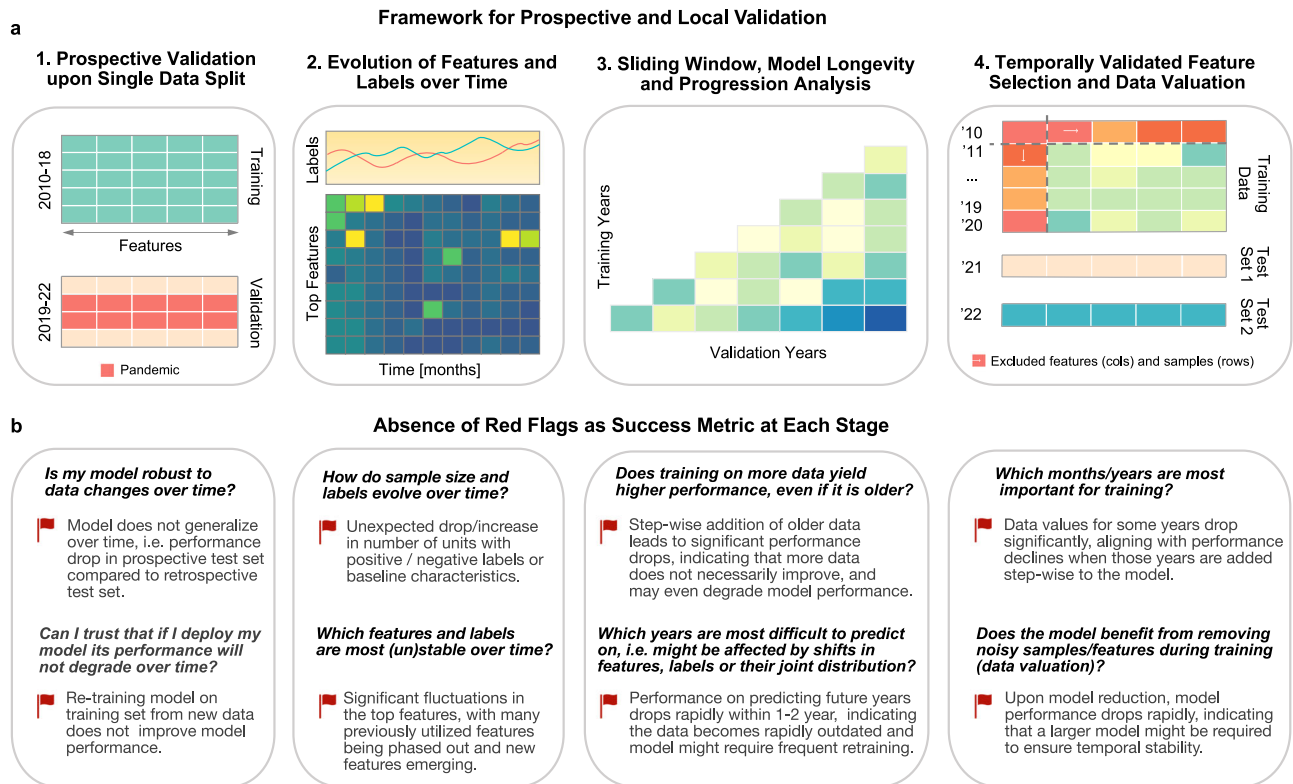 Framework for Prospective and Local Validation
a
1. Prospective Validation
upon Single Data Split
2010-18
Training
Features
2019-22
Validation
Pandemic
2. Evolution of Features and
Labels over Time
Labels
Top Features
Time [months]
3. Sliding Window, Model Longevity
and Progression Analysis
Training Years
Validation Years
4. Temporally Validated Feature
Selection and Data Valuation
'10
'11
...
'19
'20
Training
Data
'21
Test
Set 1
'22
Test
Set 2
Excluded features (cols) and samples (rows)
b
Absence of Red Flags as Success Metric at Each Stage
Is my model robust to
data changes over time?
Model does not generalize
over time, i.e. performance
drop in prospective test set
compared to retrospective
test set.
Can I trust that if I deploy my
model its performance will
not degrade over time?
Re-training model on
training set from new data
does not improve model
performance.
How do sample size and
labels evolve over time?
Unexpected drop/increase
in number of units with
positive / negative labels or
baseline characteristics.
Which features and labels
are most (un)stable over time?
Significant fluctuations in
the top features, with many
previously utilized features
being phased out and new
features emerging.
Does training on more data yield
higher performance, even if it is older?
Step-wise addition of older data
leads to significant performance
drops, indicating that more data
does not necessarily improve, and
may even degrade model performance.
Which years are most difficult to predict
on, i.e. might be affected by shifts in
features, labels or their joint distribution?
Performance on predicting future years
drops rapidly within 1-2 year, indicating
the data becomes rapidly outdated and
model might require frequent retraining.
Which months/years are most
important for training?
Data values for some years drop
significantly, aligning with performance
declines when those years are added
step-wise to the model.
Does the model benefit from removing
noisy samples/features during training
(data valuation)?
Upon model reduction, model
performance drops rapidly, indicating
that a larger model might be required
to ensure temporal stability.